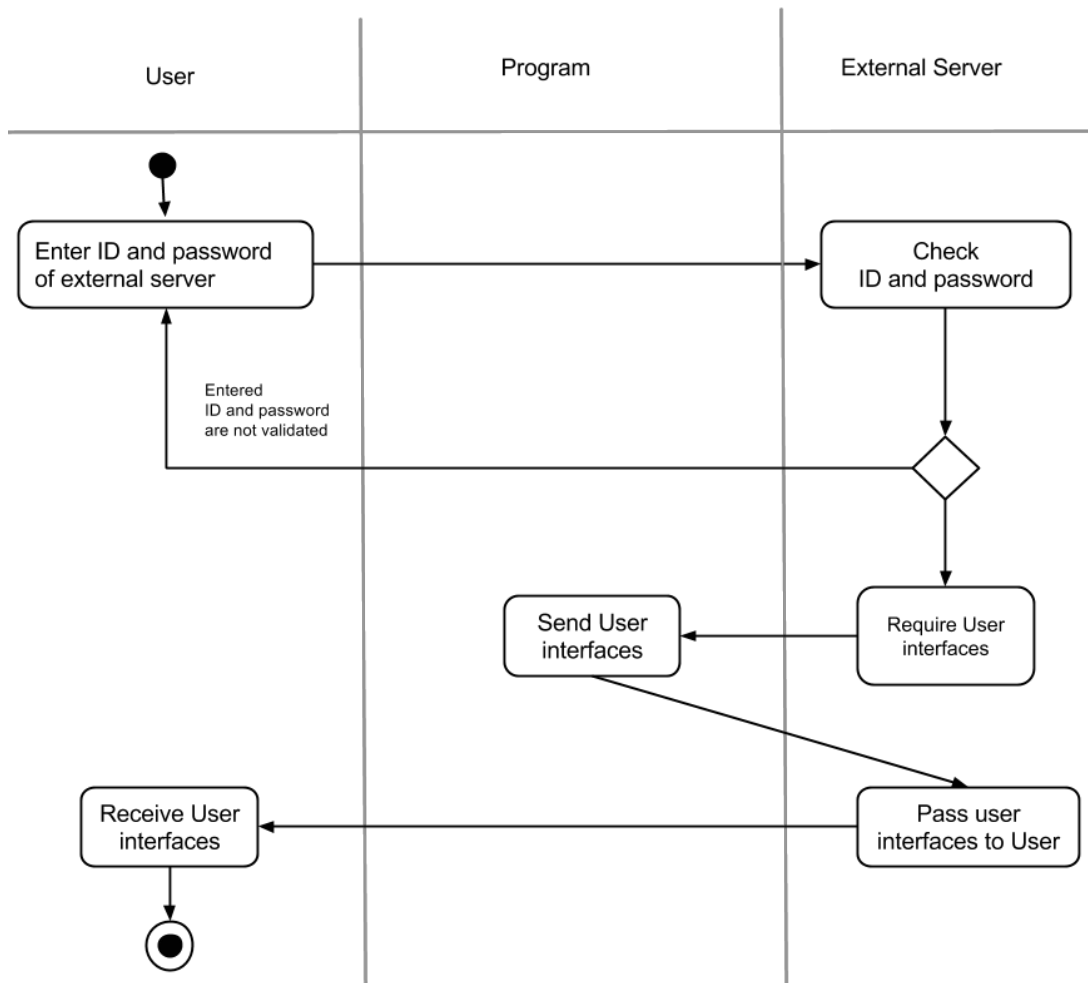 User
Program
External Server
Enter ID and password
of external server
Check
ID and password
Entered
ID and password
are not validated
Send User
interfaces
Require User
interfaces
Receive User
interfaces
Pass user
interfaces to User